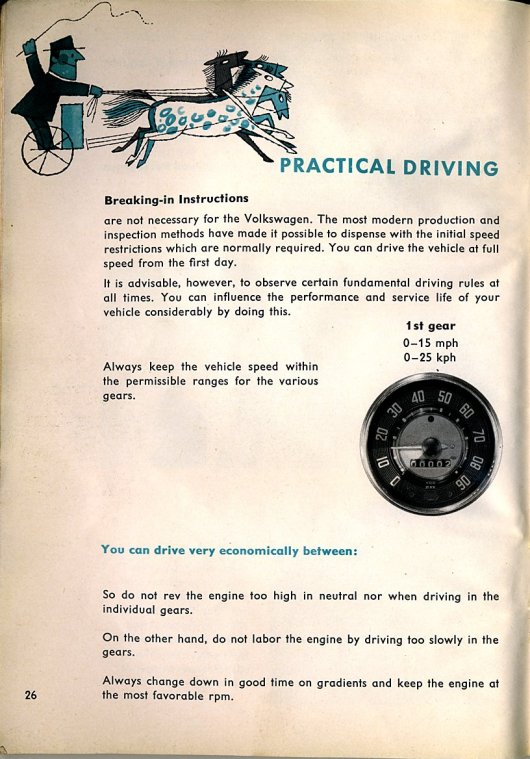 PRACTICAL DRIVING
Breaking-in Instructions
are not necessary for the Volkswagen. The most modern production and
inspection methods have made it possible to dispense with the initial speed
restrictions which are normally required. You can drive the vehicle at full
speed from the first day.
It is advisable, however, to observe certain fundamental driving rules at
all times. You can influence the performance and service life of your
vehicle considerably by doing this.
1st gear
0–15 mph
0–25 kph
Always keep the vehicle speed within
the permissible ranges for the various
gears.
0 10 20 30 40 50 60 70 80 90
00002
You can drive very economically between:
So do not rev the engine too high in neutral nor when driving in the
individual gears.
On the other hand, do not labor the engine by driving too slowly in the
gears.
Always change down in good time on gradients and keep the engine at
the most favorable rpm.
26